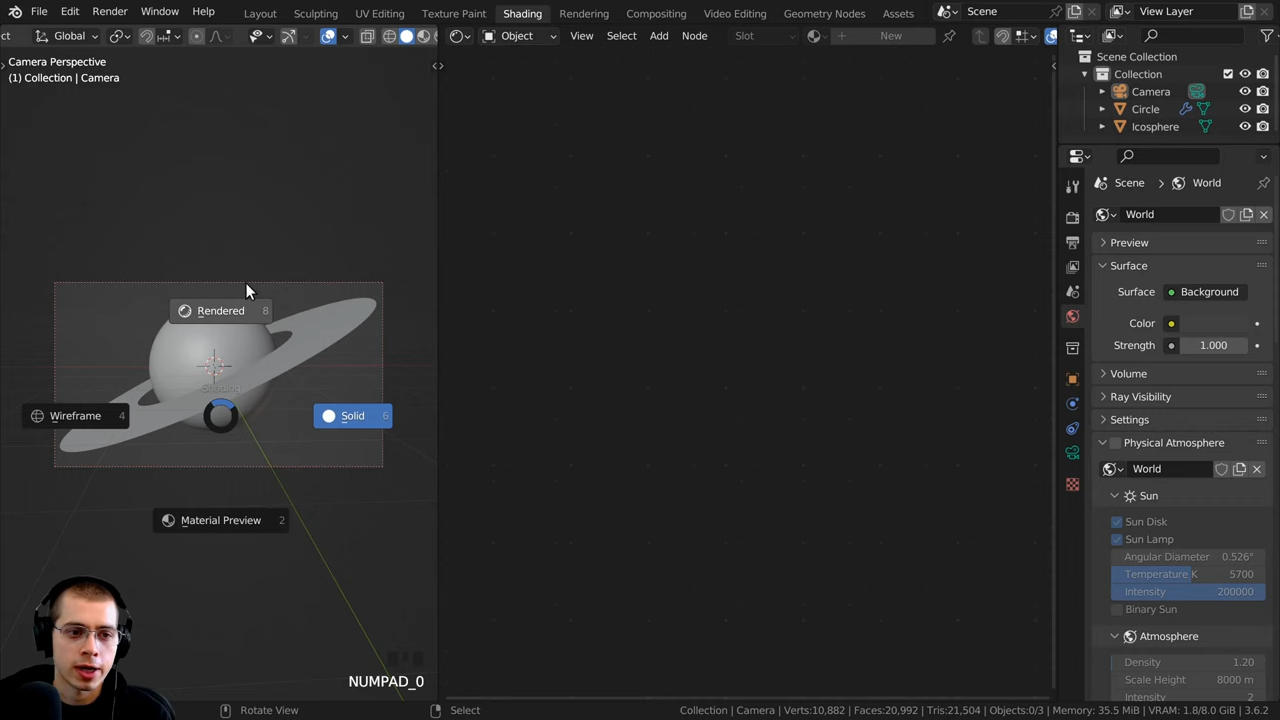 File Edit Render Window Help Layout Sculpting UV Editing Texture Paint Shading Rendering Compositing Video Editing Geometry Nodes Assets Scene View Layer
ct Global Object View Select Add Node Slot New
Camera Perspective
(1) Collection | Camera
Scene Collection
Collection
Camera
Circle
Icosphere
Scene > World
World
Preview
Surface
Surface Background
Color
Strength 1.000
Volume
Ray Visibility
Settings
Physical Atmosphere
World
Sun
Sun Disk
Sun Lamp
Angular Diameter 0.526°
Temperature K 5700
Intensity 200000
Binary Sun
Atmosphere
Density 1.20
Scale Height 8000 m
Intensity 2
Rendered 8
Shading
Wireframe 4
Solid 6
Material Preview 2
NUMPAD_0
Rotate View Select Collection | Camera | Verts:10,882 | Faces:20,992 | Tris:21,504 | Objects:0/3 | Memory: 35.5 MiB | VRAM: 1.8/8.0 GiB | 3.6.2